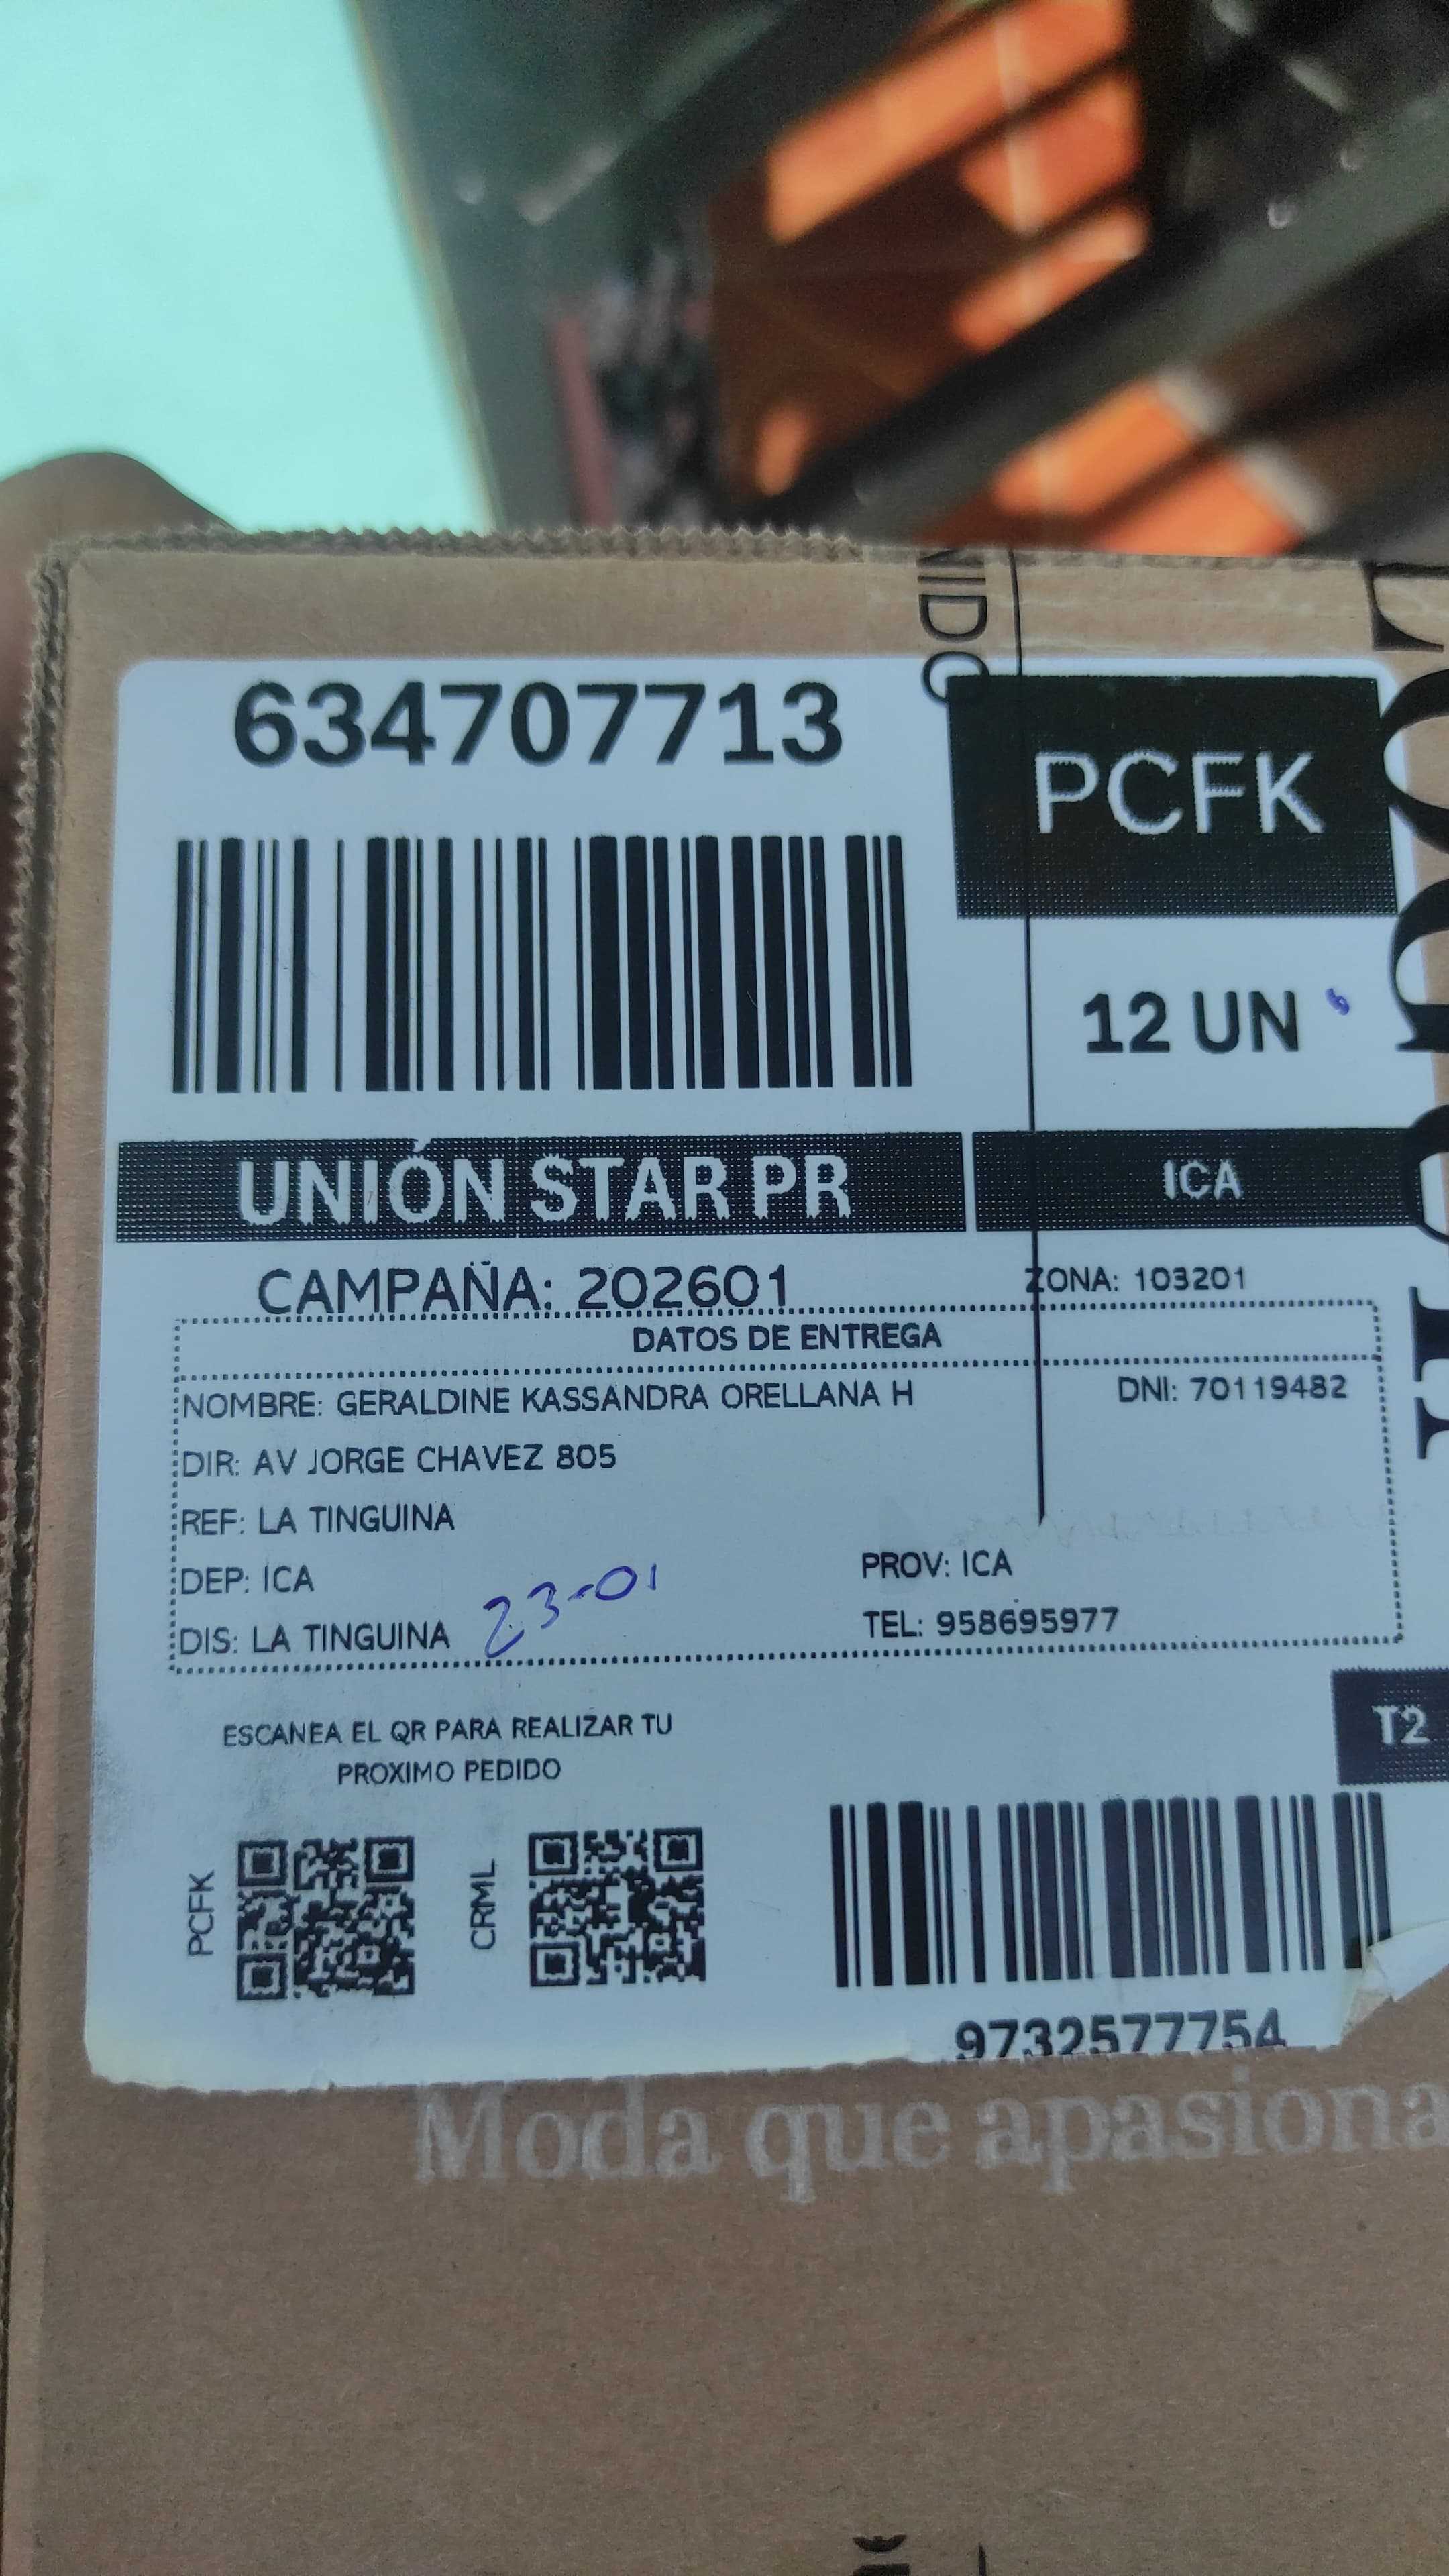 634707713
PCFK
12 UN
UNIÓN STAR PR
ICA
CAMPAÑA: 202601
ZONA: 103201
DATOS DE ENTREGA
NOMBRE: GERALDINE KASSANDRA ORELLANA H
DNI: 70119482
DIR: AV JORGE CHAVEZ 805
REF: LA TINGUINA
DEP: ICA
PROV: ICA
23-01
DIS: LA TINGUINA
TEL: 958695977
T2
ESCANEA EL QR PARA REALIZAR TU
PROXIMO PEDIDO
PCFK
CRML
9732577754
Moda que apasiona